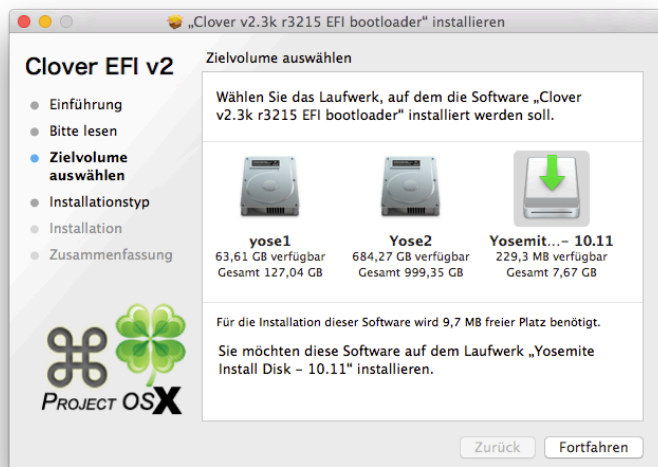 „Clover v2.3k r3215 EFI bootloader“ installieren
Clover EFI v2
Einführung
Bitte lesen
Zielvolume
auswählen
Installationstyp
Installation
Zusammenfassung
PROJECT OSX
Zielvolume auswählen
Wählen Sie das Laufwerk, auf dem die Software „Clover
v2.3k r3215 EFI bootloader“ installiert werden soll.
yose1
63,61 GB verfügbar
Gesamt 127,04 GB
Yose2
684,27 GB verfügbar
Gesamt 999,35 GB
Yosemit...– 10.11
229,3 MB verfügbar
Gesamt 7,67 GB
Für die Installation dieser Software wird 9,7 MB freier Platz benötigt.
Sie möchten diese Software auf dem Laufwerk „Yosemite
Install Disk – 10.11“ installieren.
Zurück
Fortfahren